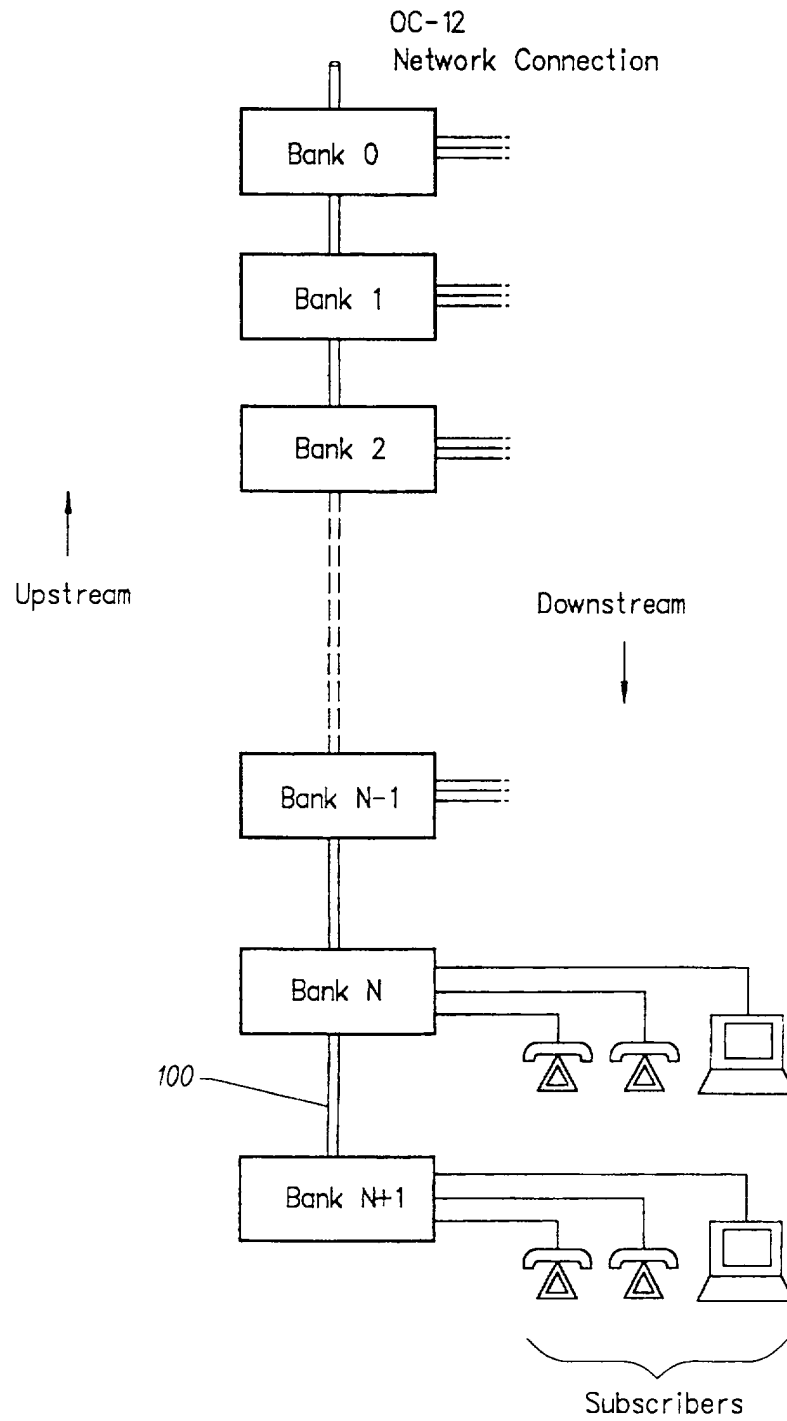 OC-12
Network Connection
Bank 0
Bank 1
Bank 2
Upstream
Downstream
Bank N-1
Bank N
100
Bank N+1
Subscribers